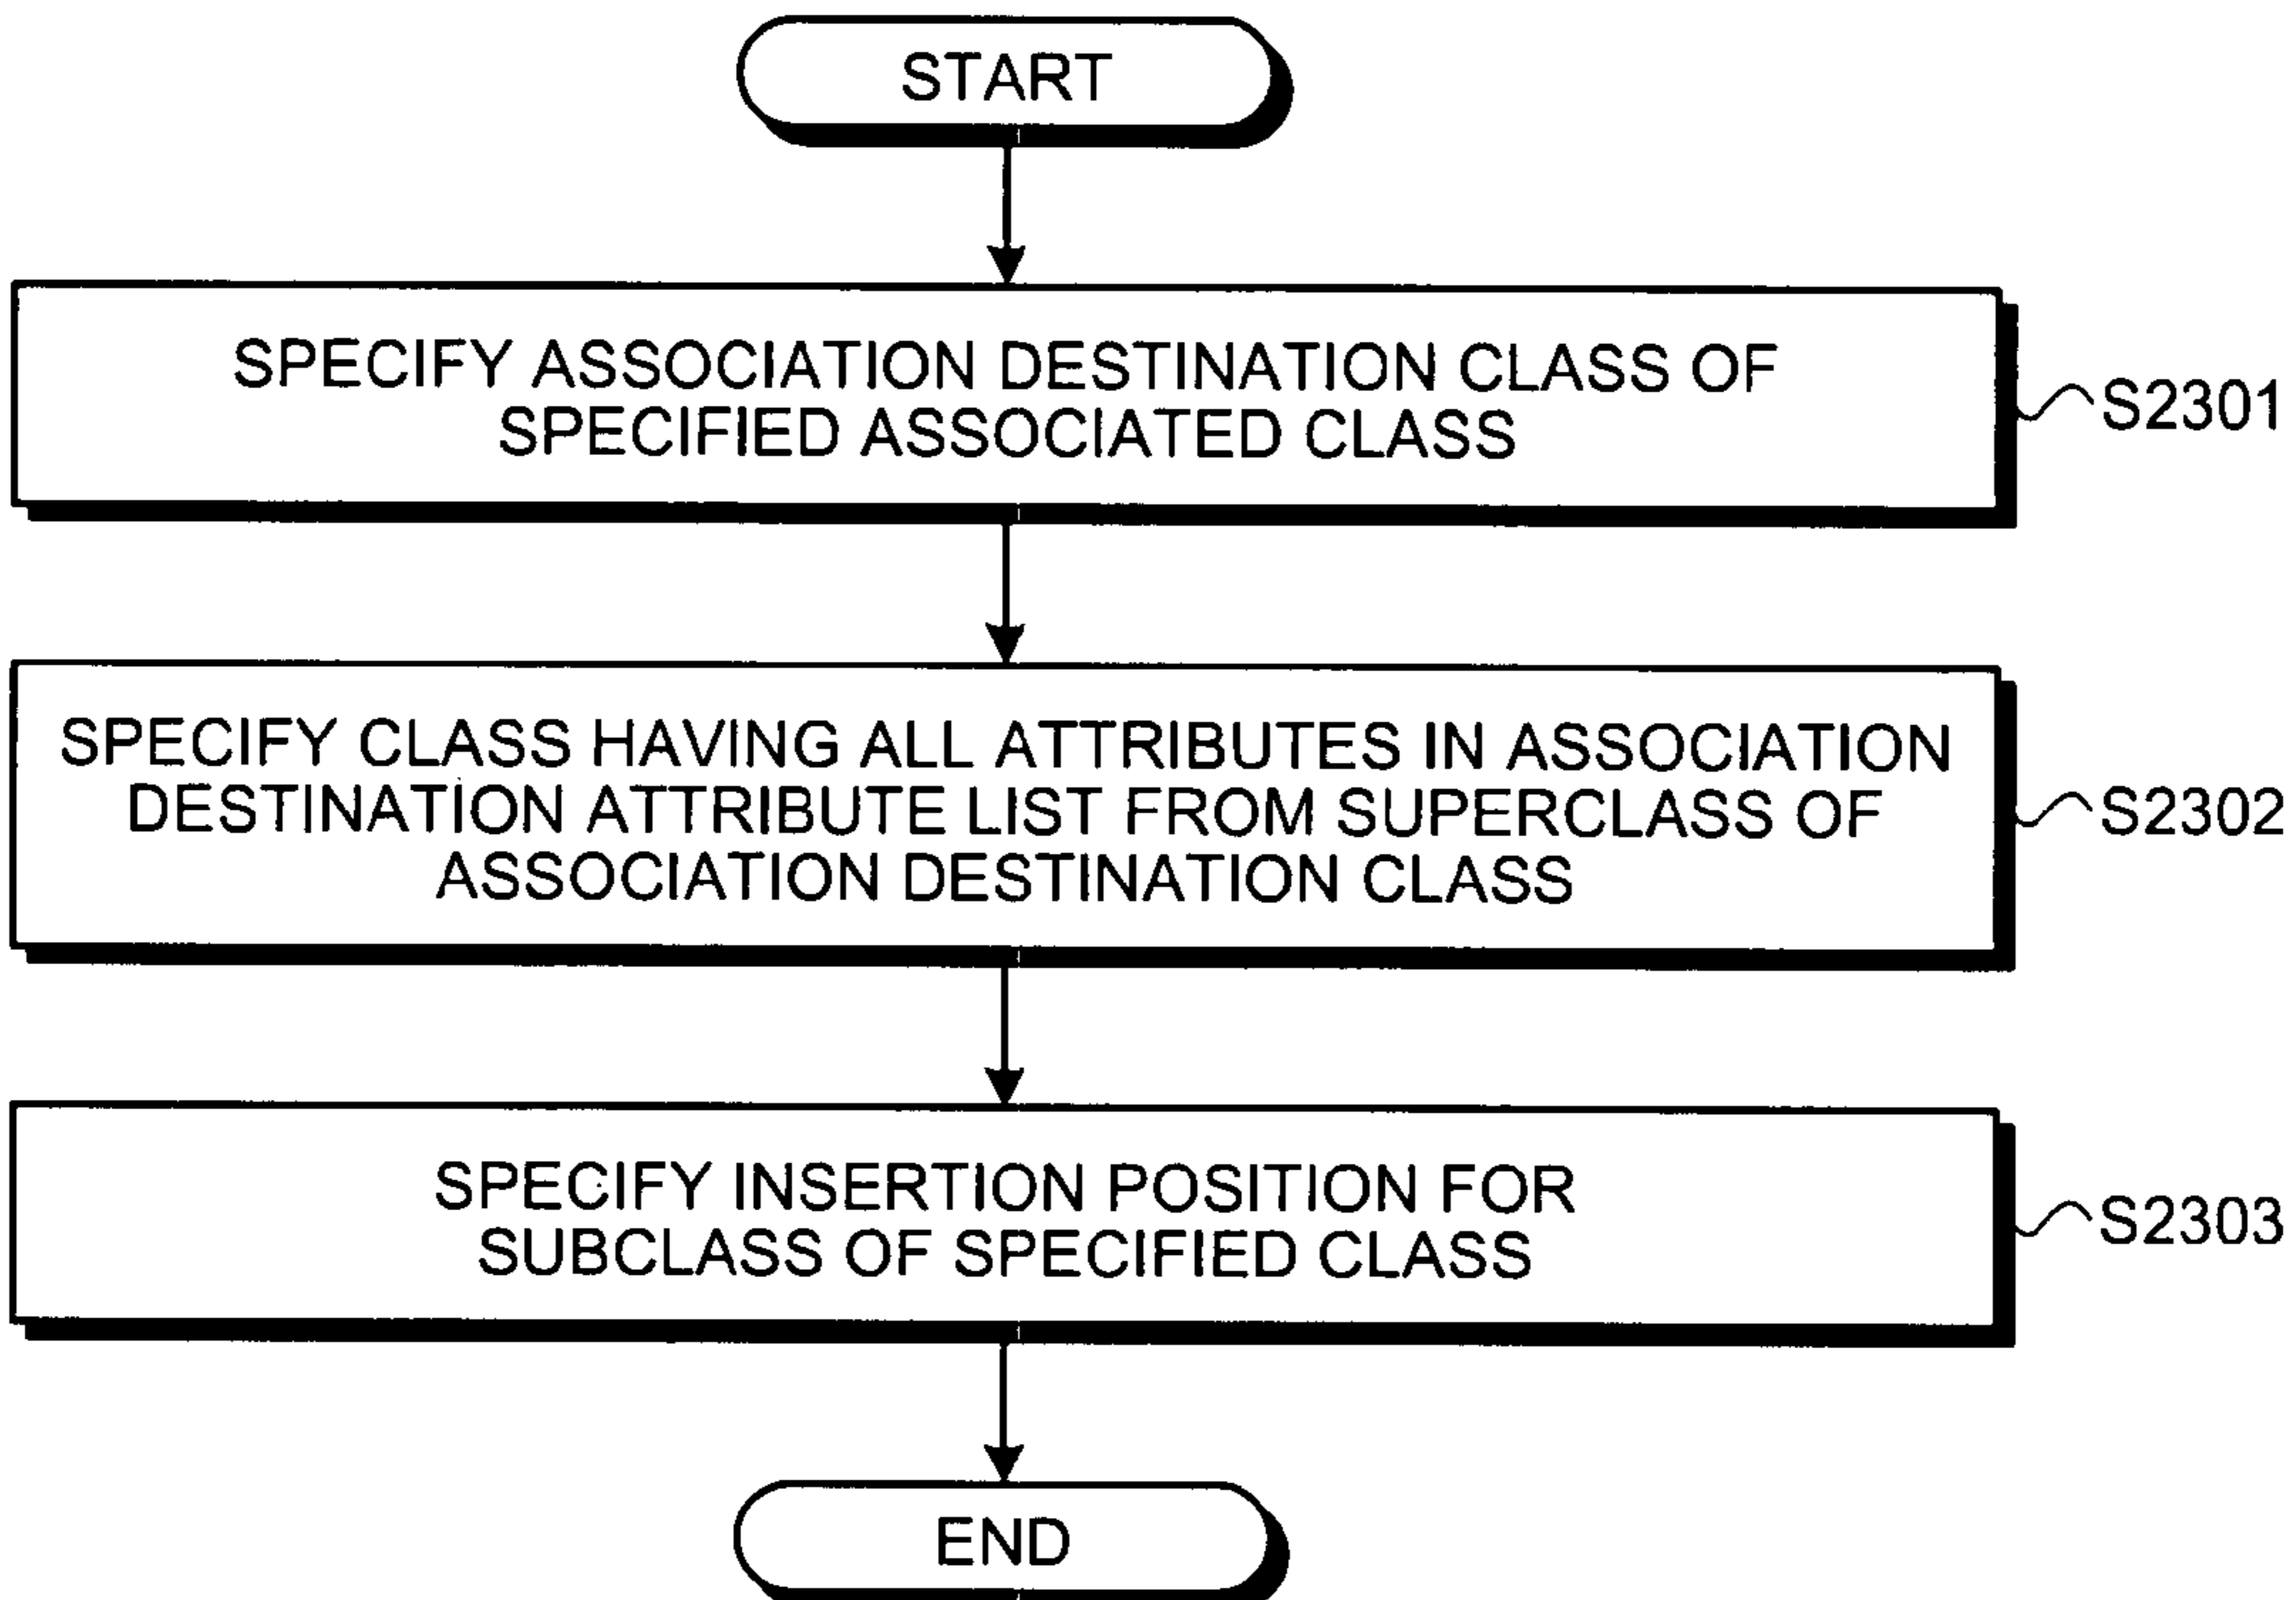 START
SPECIFY ASSOCIATION DESTINATION CLASS OF
SPECIFIED ASSOCIATED CLASS
S2301
SPECIFY CLASS HAVING ALL ATTRIBUTES IN ASSOCIATION
DESTINATION ATTRIBUTE LIST FROM SUPERCLASS OF
ASSOCIATION DESTINATION CLASS
S2302
SPECIFY INSERTION POSITION FOR
SUBCLASS OF SPECIFIED CLASS
S2303
END